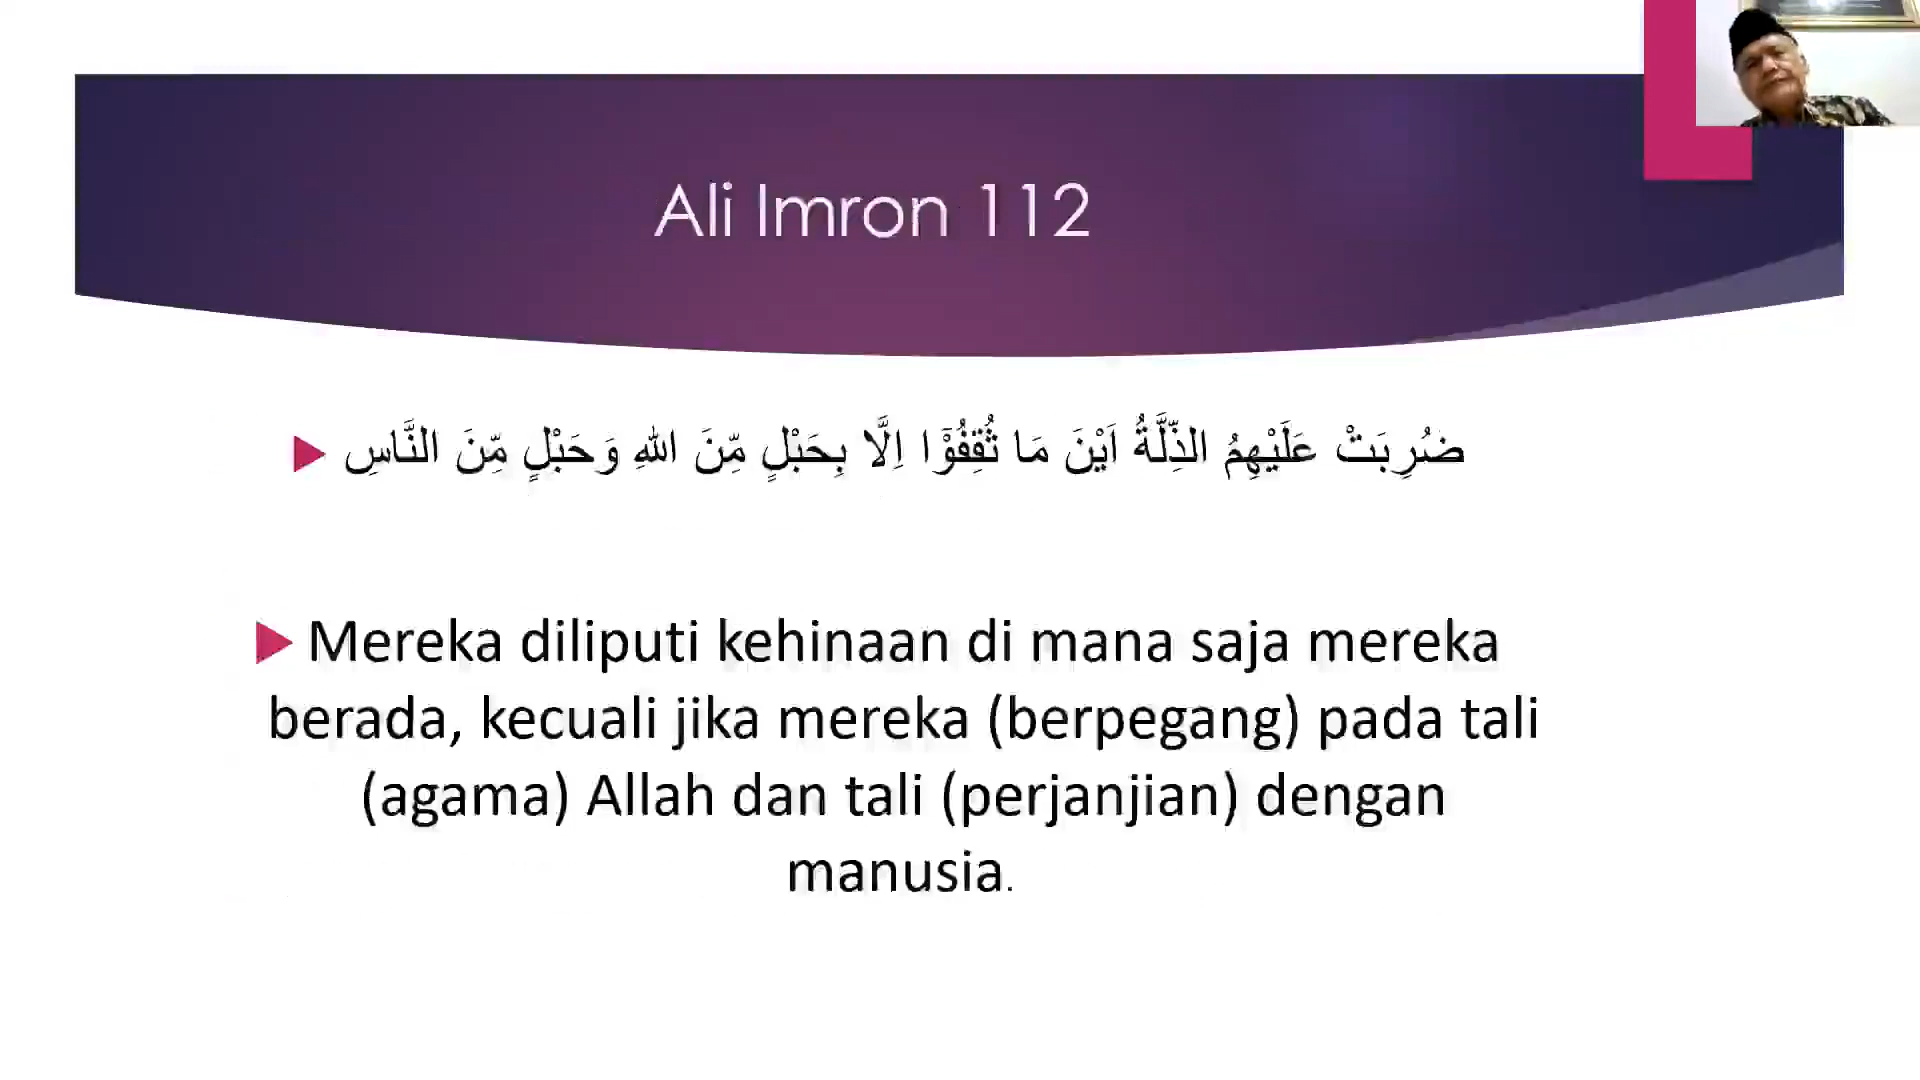 Ali Imron 112
ضُرِبَتْ عَلَيْهِمُ الذِّلَّةُ اَيْنَ مَا ثُقِفُوْٓا اِلَّا بِحَبْلٍ مِّنَ اللهِ وَحَبْلٍ مِّنَ النَّاسِ
Mereka diliputi kehinaan di mana saja mereka
berada, kecuali jika mereka (berpegang) pada tali
(agama) Allah dan tali (perjanjian) dengan
manusia.